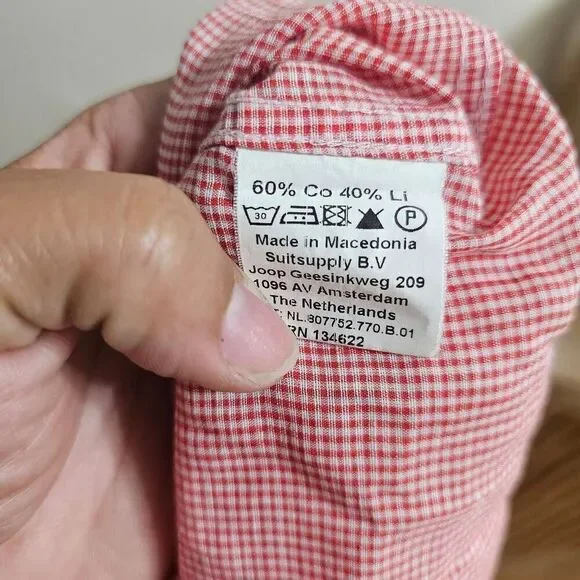 60% Co 40% Li
30 P
Made in Macedonia
Suitsupply B.V
Joop Geesinkweg 209
1096 AV Amsterdam
The Netherlands
: NL.807752.770.B.01
RN 134622